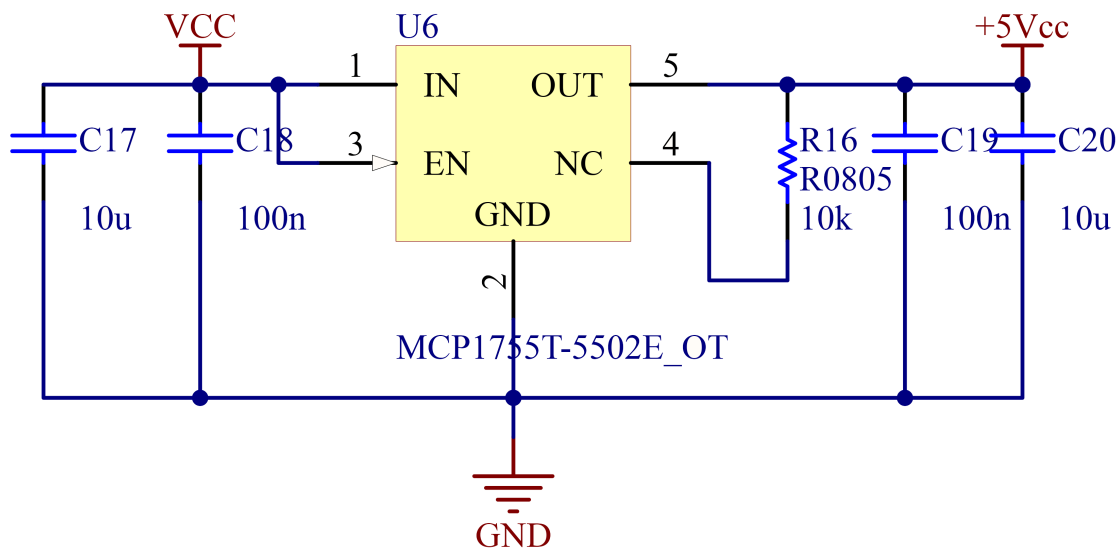 VCC
U6
+5Vcc
1
IN
OUT
5
C17
C18
3
EN
NC
4
R16
R0805
10k
C19
C20
10u
100n
GND
100n
10u
2
MCP1755T-5502E_OT
GND